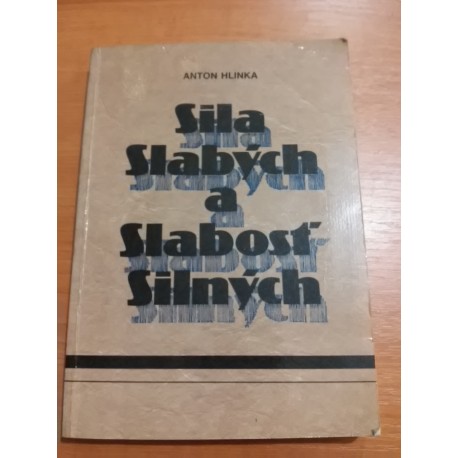 ANTON HLINKA
Sila
Slabých
a
Slabosť
Silných